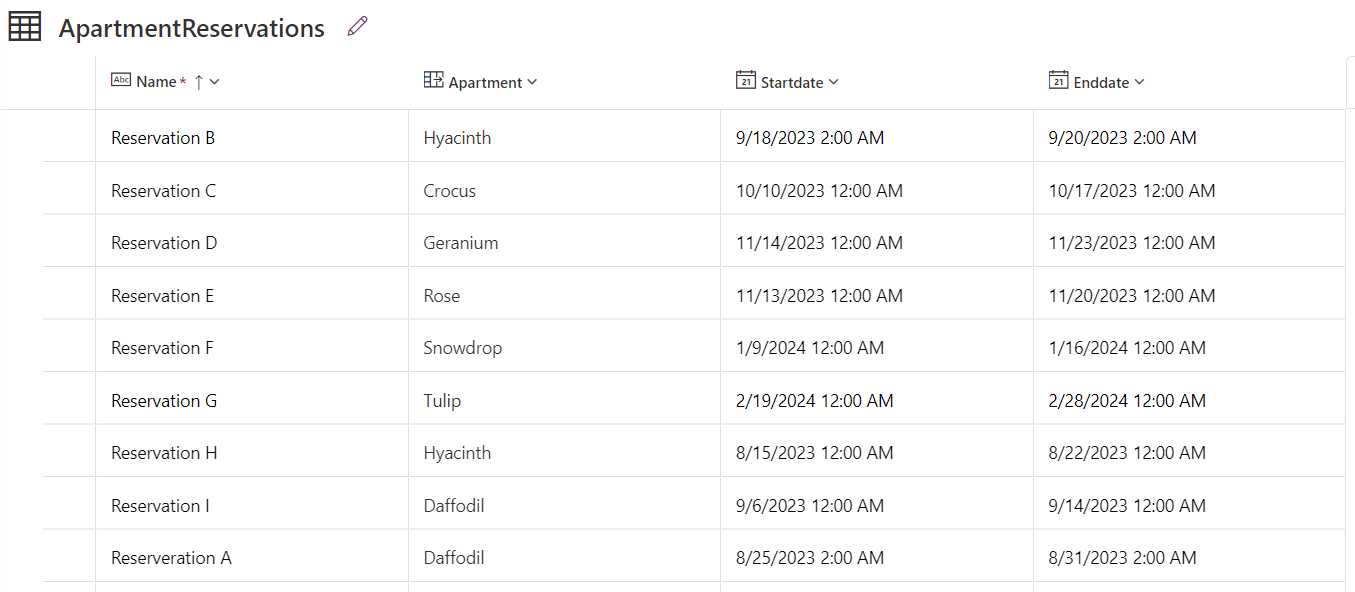 ApartmentReservations
Abc Name* ↑ Apartment 21 Startdate 21 Enddate
Reservation B Hyacinth 9/18/2023 2:00 AM 9/20/2023 2:00 AM
Reservation C Crocus 10/10/2023 12:00 AM 10/17/2023 12:00 AM
Reservation D Geranium 11/14/2023 12:00 AM 11/23/2023 12:00 AM
Reservation E Rose 11/13/2023 12:00 AM 11/20/2023 12:00 AM
Reservation F Snowdrop 1/9/2024 12:00 AM 1/16/2024 12:00 AM
Reservation G Tulip 2/19/2024 12:00 AM 2/28/2024 12:00 AM
Reservation H Hyacinth 8/15/2023 12:00 AM 8/22/2023 12:00 AM
Reservation I Daffodil 9/6/2023 12:00 AM 9/14/2023 12:00 AM
Reserveration A Daffodil 8/25/2023 2:00 AM 8/31/2023 2:00 AM